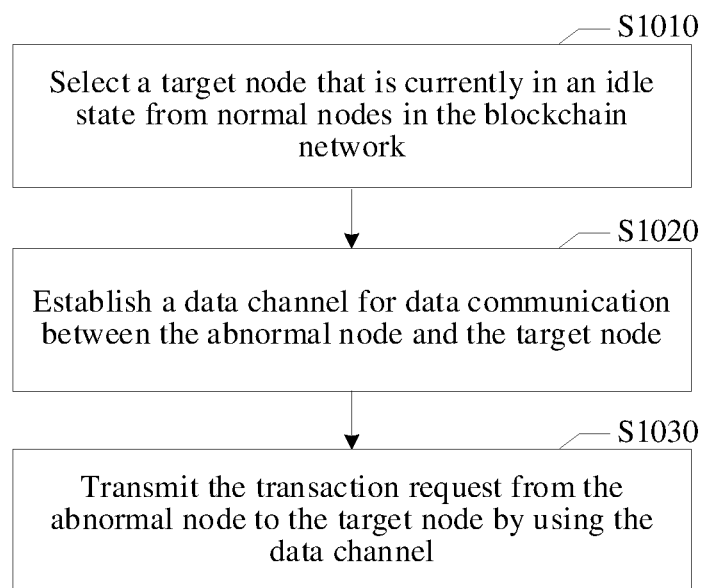 S1010
Select a target node that is currently in an idle
state from normal nodes in the blockchain
network
S1020
Establish a data channel for data communication
between the abnormal node and the target node
S1030
Transmit the transaction request from the
abnormal node to the target node by using the
data channel